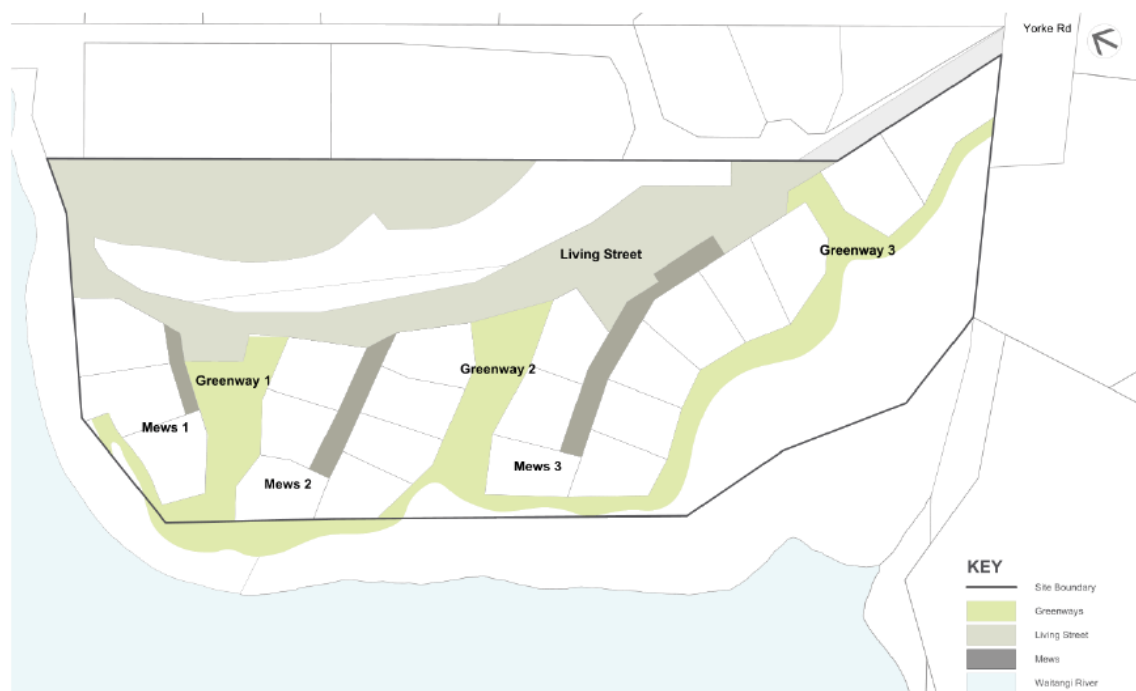 Yorke Rd
Living Street
Greenway 3
Greenway 1
Greenway 2
Mews 1
Mews 2
Mews 3
KEY
Site Boundary
Greenways
Living Street
Mews
Waitangi River